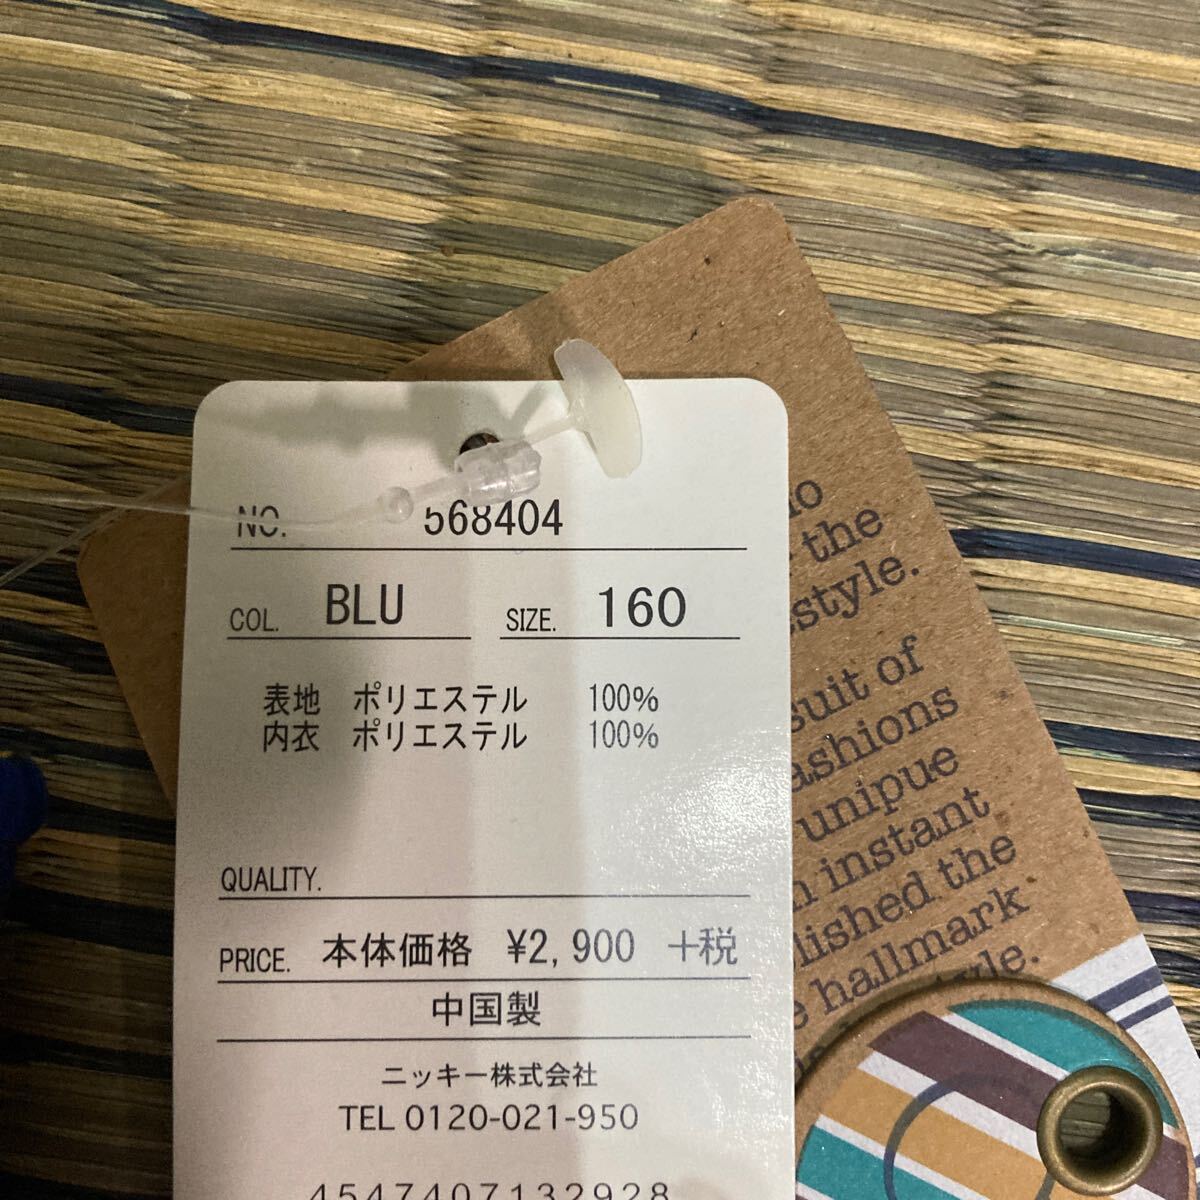 NO. 568404
COL. BLU SIZE. 160
表地 ポリエステル 100%
内衣 ポリエステル 100%
QUALITY.
PRICE. 本体価格 ¥2,900 +税
中国製
ニッキー株式会社
TEL 0120-021-950
4547407132928
the
style.
suit of
ashions
unipue
instant
lished the
hallmark